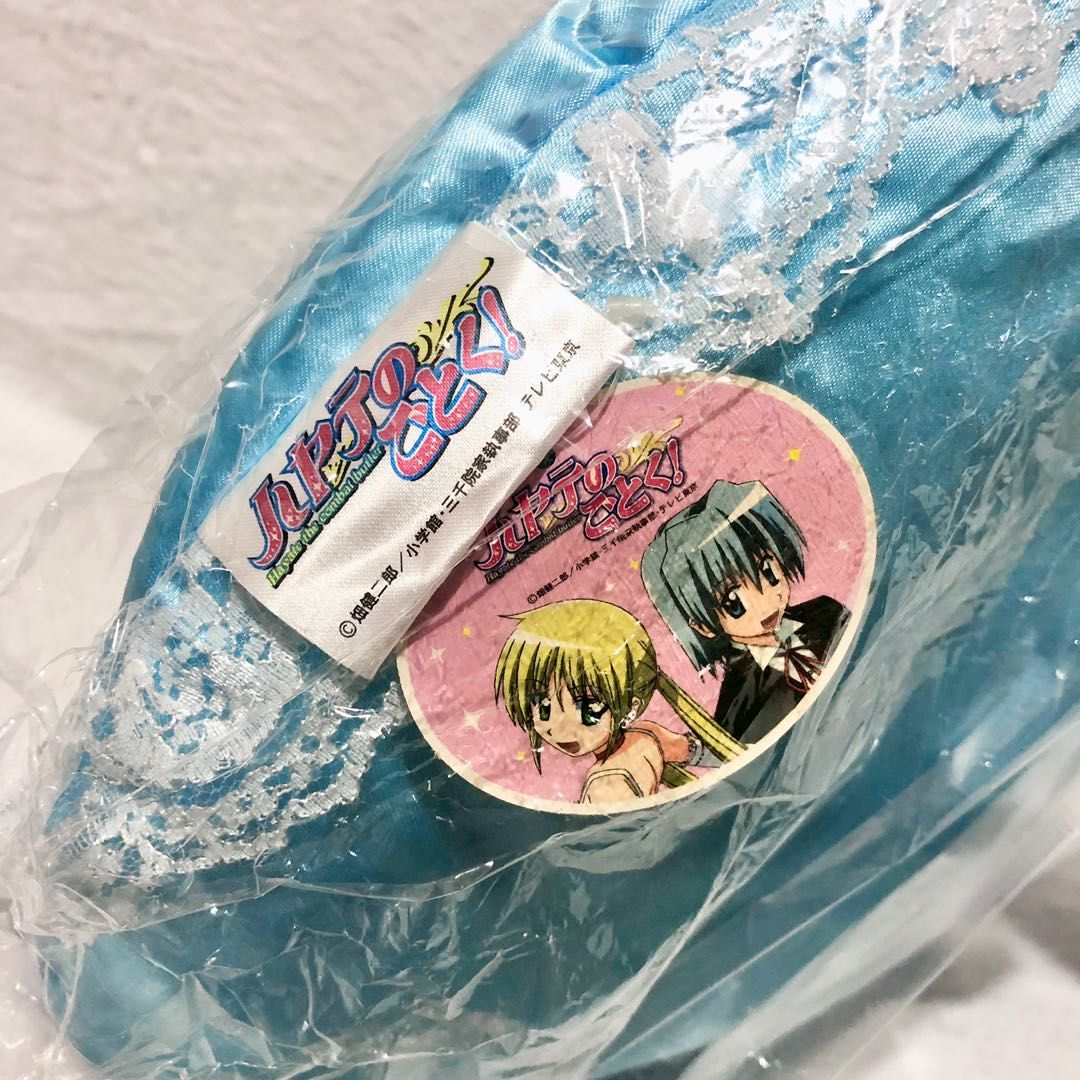 ハヤテのごとく!
Hayate the combat butler
©畑健二郎/小学館・三千院家執事部 テレビ東京
ハヤテのごとく!
Hayate the combat butler
©畑健二郎/小学館・三千院家執事部・テレビ東京